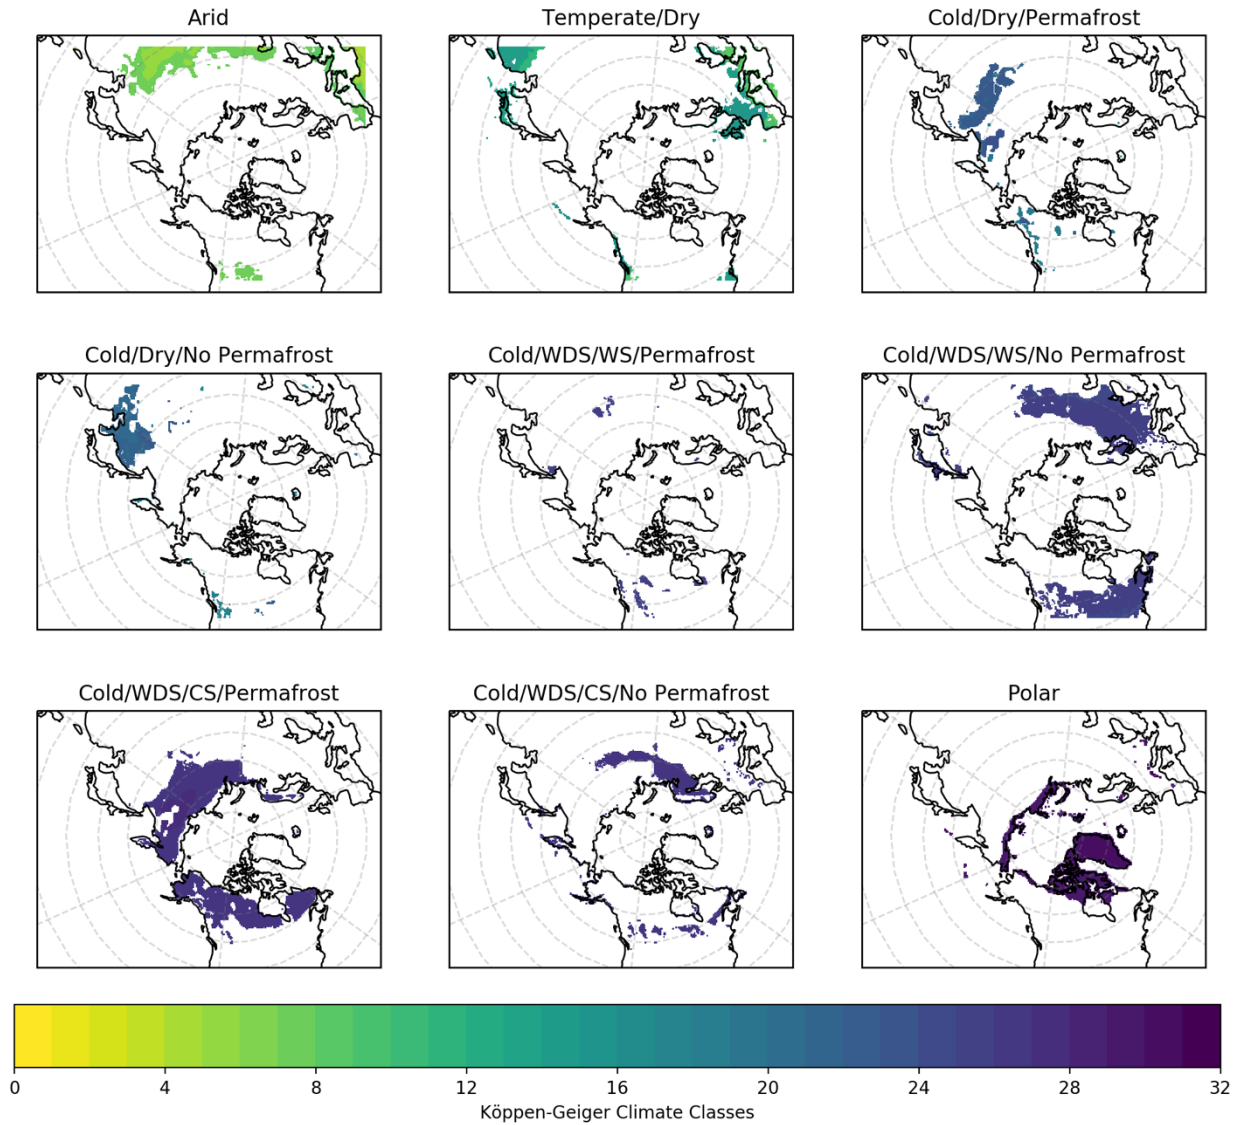 Arid
Temperate/Dry
Cold/Dry/Permafrost
Cold/Dry/No Permafrost
Cold/WDS/WS/Permafrost
Cold/WDS/WS/No Permafrost
Cold/WDS/CS/Permafrost
Cold/WDS/CS/No Permafrost
Polar
0 4 8 12 16 20 24 28 32
Köppen-Geiger Climate Classes